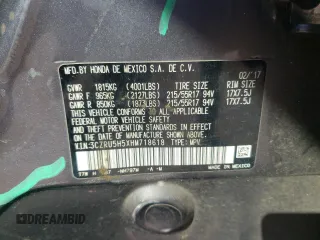 MFD.BY HONDA DE MEXICO S.A. DE C.V. 02/'17
GVWR 1815KG (4001LBS) TIRE SIZE RIM SIZE
GAWR F 965KG (2127LBS) 215/55R17 94V 17X7.5J
GAWR R 850KG (1873LBS) 215/55R17 94V 17X7.5J
THIS VEHICLE CONFORMS TO ALL APPLICABLE
FEDERAL MOTOR VEHICLE SAFETY AND
THEFT PREVENTION STANDARDS IN EFFECT ON THE
DATE OF MANUFACTURE SHOWN ABOVE.
VIN:3CZRU5H5XHM718618 TYPE:MPV
MADE IN MEXICO